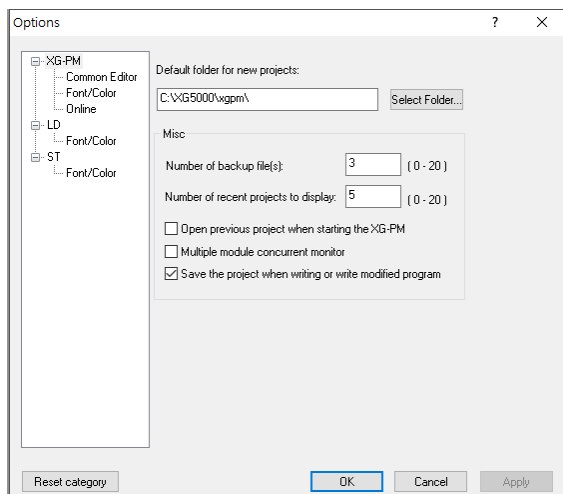 Options
?
XG-PM
Common Editor
Font/Color
Online
LD
Font/Color
ST
Font/Color
Default folder for new projects:
C:\XG5000\xgpm\
Select Folder...
Misc
Number of backup file(s): 3 ( 0 - 20 )
Number of recent projects to display: 5 ( 0 - 20 )
Open previous project when starting the XG-PM
Multiple module concurrent monitor
Save the project when writing or write modified program
Reset category
OK
Cancel
Apply